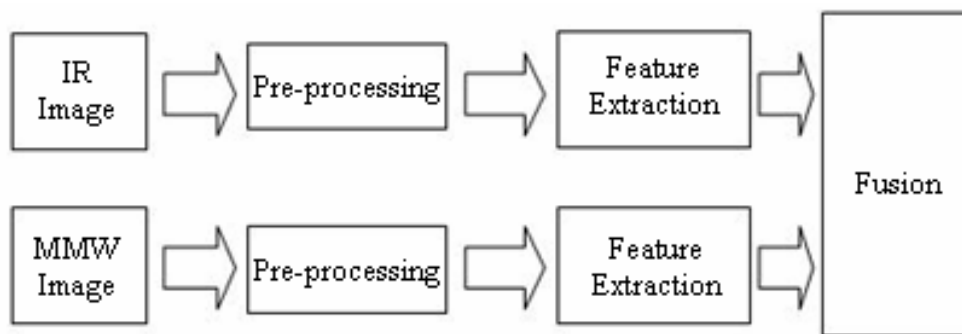 IR
Image
Pre-processing
Feature
Extraction
MMW
Image
Pre-processing
Feature
Extraction
Fusion